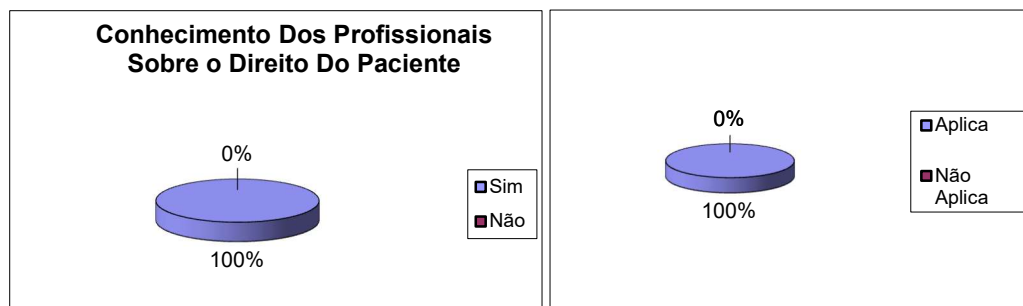 Conhecimento Dos Profissionais
Sobre o Direito Do Paciente
0%
100%
Sim
Não
0%
100%
Aplica
Não
Aplica